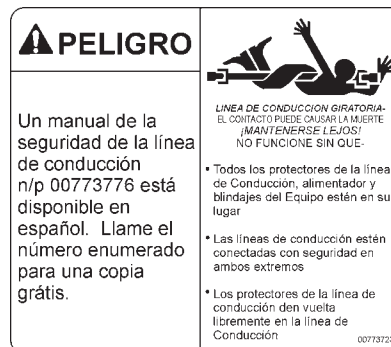 PELIGRO
Un manual de la
seguridad de la línea
de conducción
n/p 00773776 está
disponible en
español. Llame el
número enumerado
para una copia
grátis.
LINEA DE CONDUCCION GIRATORIA-
EL CONTACTO PUEDE CAUSAR LA MUERTE
¡MANTENERSE LEJOS!
NO FUNCIONE SIN QUE-
• Todos los protectores de la línea
de Conducción, alimentador y
blindajes del Equipo estén en su
lugar
• Las líneas de conducción estén
conectadas con seguridad en
ambos extremos
• Los protectores de la línea de
conducción den vuelta
libremente en la línea de
Conducción